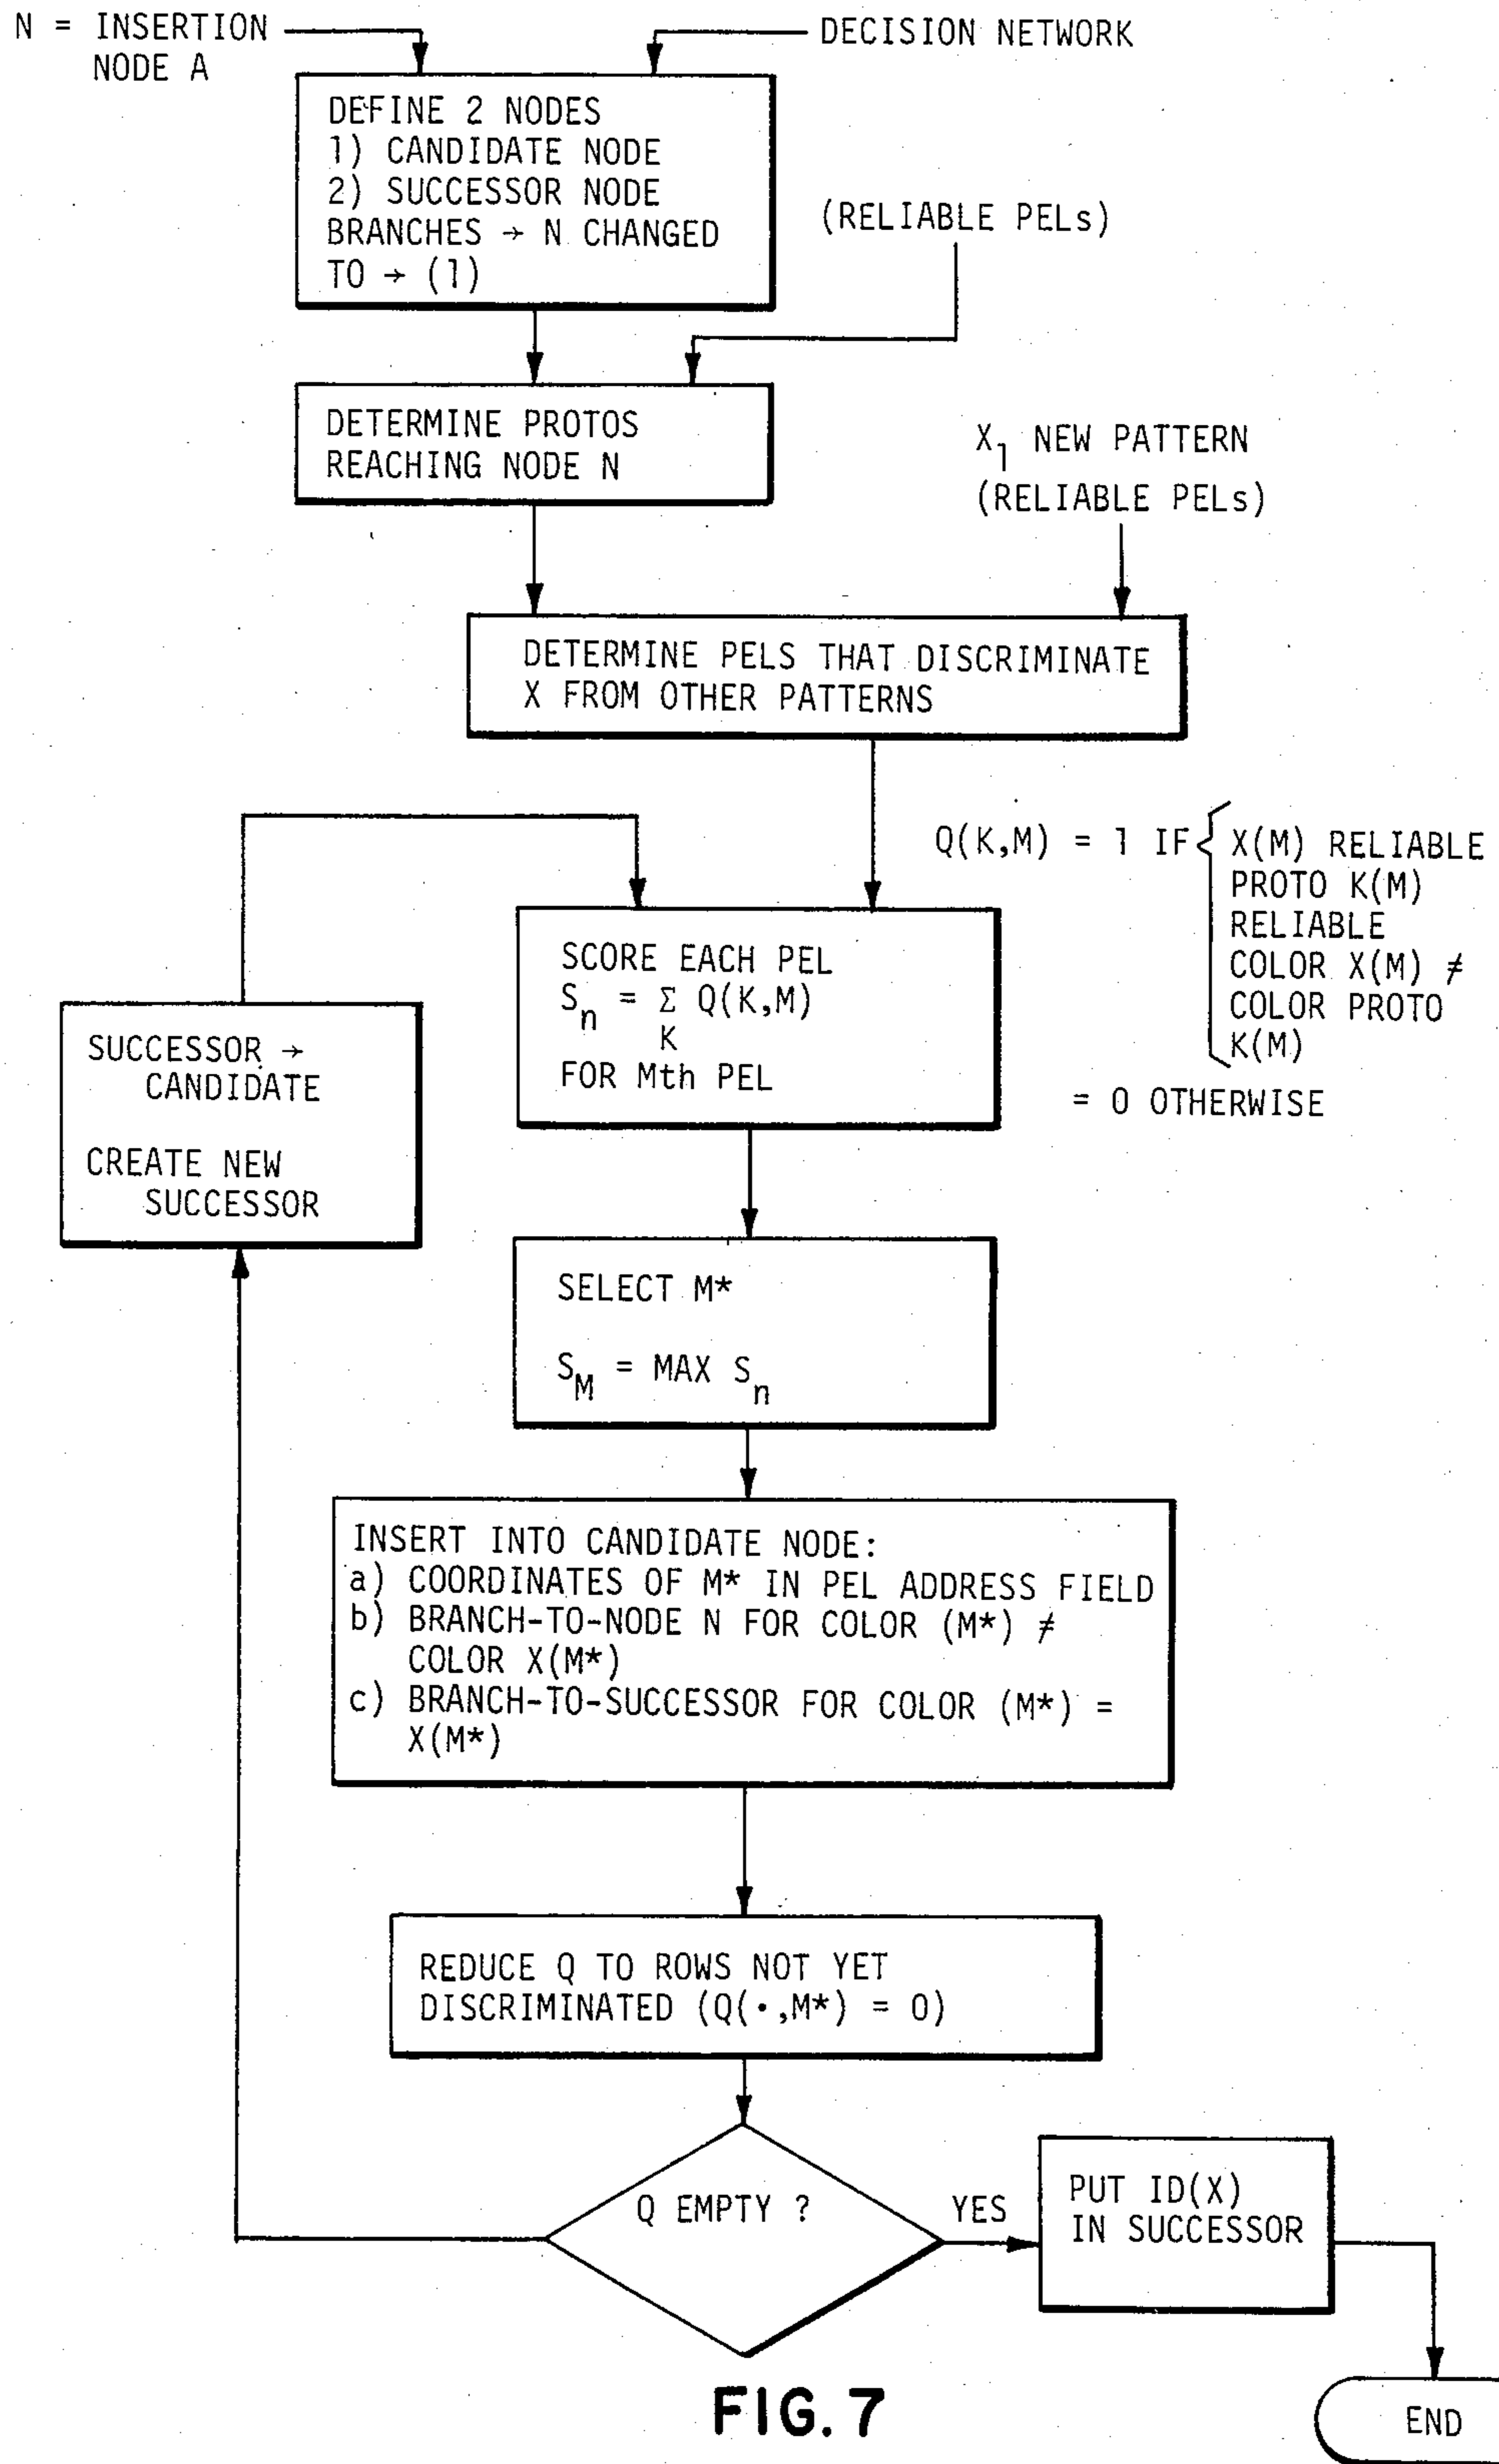 N = INSERTION
NODE A
DECISION NETWORK
DEFINE 2 NODES
1) CANDIDATE NODE
2) SUCCESSOR NODE
BRANCHES → N CHANGED
TO → (1)
(RELIABLE PELs)
DETERMINE PROTOS
REACHING NODE N
X₁ NEW PATTERN
(RELIABLE PELs)
DETERMINE PELS THAT DISCRIMINATE
X FROM OTHER PATTERNS
Q(K,M) = 1 IF { X(M) RELIABLE
PROTO K(M)
RELIABLE
COLOR X(M) ≠
COLOR PROTO
K(M)
= 0 OTHERWISE
SCORE EACH PEL
Sn = Σ Q(K,M)
K
FOR Mth PEL
SUCCESSOR →
CANDIDATE
CREATE NEW
SUCCESSOR
SELECT M*
SM = MAX Sn
INSERT INTO CANDIDATE NODE:
a) COORDINATES OF M* IN PEL ADDRESS FIELD
b) BRANCH-TO-NODE N FOR COLOR (M*) ≠
COLOR X(M*)
c) BRANCH-TO-SUCCESSOR FOR COLOR (M*) =
X(M*)
REDUCE Q TO ROWS NOT YET
DISCRIMINATED (Q(·,M*) = 0)
Q EMPTY ?
YES
PUT ID(X)
IN SUCCESSOR
END
FIG. 7